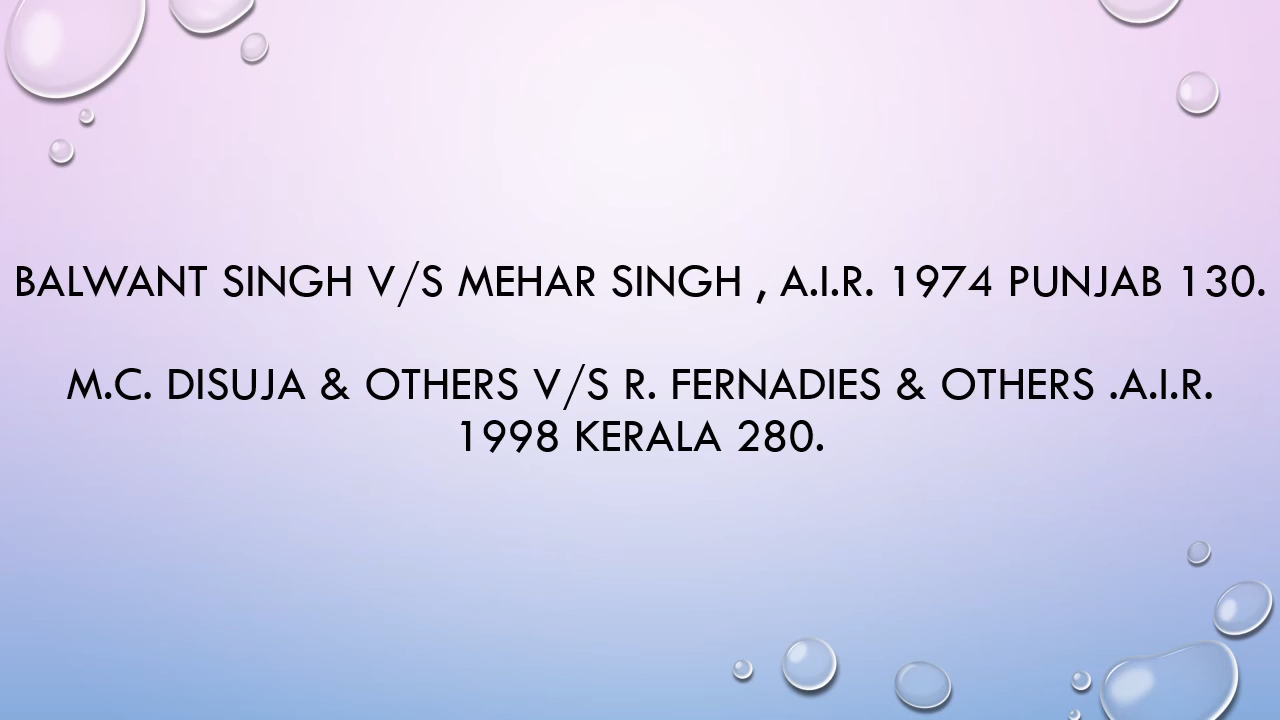 BALWANT SINGH V/S MEHAR SINGH , A.I.R. 1974 PUNJAB 130.
M.C. DISUJA & OTHERS V/S R. FERNADIES & OTHERS .A.I.R.
1998 KERALA 280.